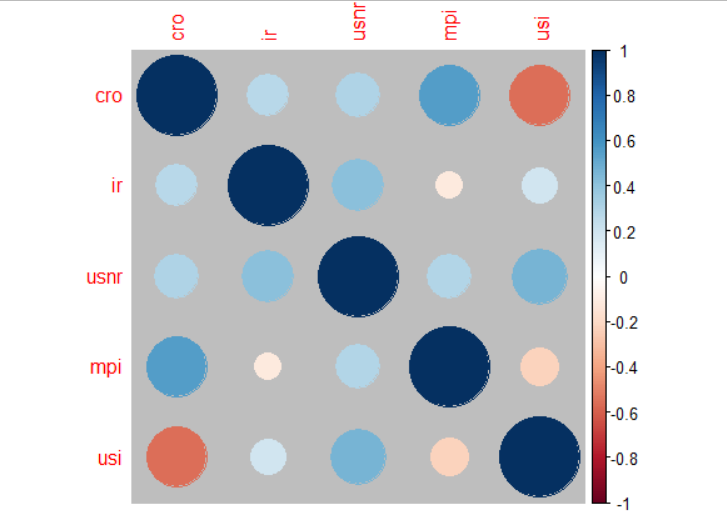 cro ir usnr mpi usi
cro
ir
usnr
mpi
usi
1
0.8
0.6
0.4
0.2
0
-0.2
-0.4
-0.6
-0.8
-1